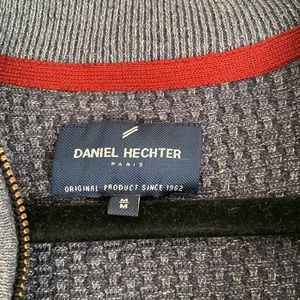 DANIEL HECHTER
PARIS
ORIGINAL PRODUCT SINCE 1962
M
M